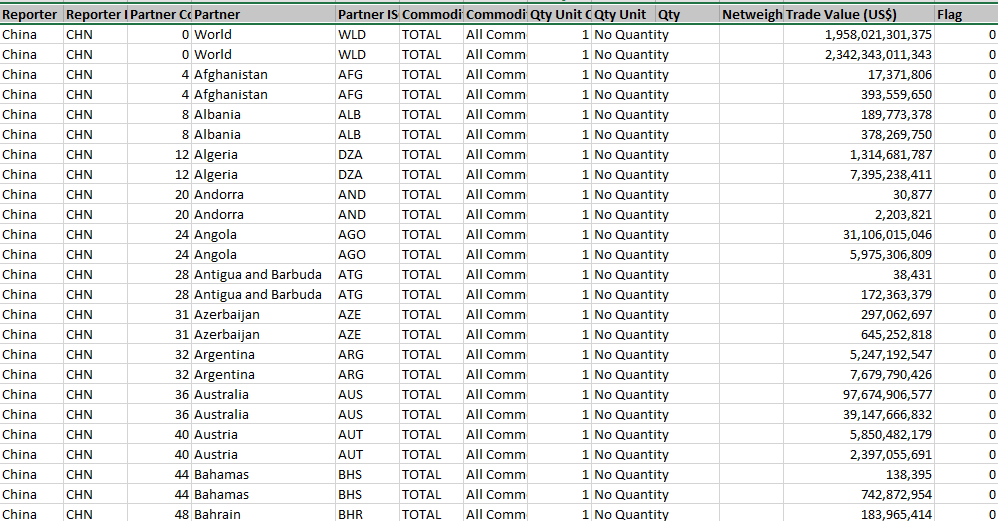 Reporter Reporter I Partner Co Partner Partner IS Commodi Commodi Qty Unit C Qty Unit Qty Netweigh Trade Value (US$) Flag
China CHN 0 World WLD TOTAL All Comm 1 No Quantity 1,958,021,301,375 0
China CHN 0 World WLD TOTAL All Comm 1 No Quantity 2,342,343,011,343 0
China CHN 4 Afghanistan AFG TOTAL All Comm 1 No Quantity 17,371,806 0
China CHN 4 Afghanistan AFG TOTAL All Comm 1 No Quantity 393,559,650 0
China CHN 8 Albania ALB TOTAL All Comm 1 No Quantity 189,773,378 0
China CHN 8 Albania ALB TOTAL All Comm 1 No Quantity 378,269,750 0
China CHN 12 Algeria DZA TOTAL All Comm 1 No Quantity 1,314,681,787 0
China CHN 12 Algeria DZA TOTAL All Comm 1 No Quantity 7,395,238,411 0
China CHN 20 Andorra AND TOTAL All Comm 1 No Quantity 30,877 0
China CHN 20 Andorra AND TOTAL All Comm 1 No Quantity 2,203,821 0
China CHN 24 Angola AGO TOTAL All Comm 1 No Quantity 31,106,015,046 0
China CHN 24 Angola AGO TOTAL All Comm 1 No Quantity 5,975,306,809 0
China CHN 28 Antigua and Barbuda ATG TOTAL All Comm 1 No Quantity 38,431 0
China CHN 28 Antigua and Barbuda ATG TOTAL All Comm 1 No Quantity 172,363,379 0
China CHN 31 Azerbaijan AZE TOTAL All Comm 1 No Quantity 297,062,697 0
China CHN 31 Azerbaijan AZE TOTAL All Comm 1 No Quantity 645,252,818 0
China CHN 32 Argentina ARG TOTAL All Comm 1 No Quantity 5,247,192,547 0
China CHN 32 Argentina ARG TOTAL All Comm 1 No Quantity 7,679,790,426 0
China CHN 36 Australia AUS TOTAL All Comm 1 No Quantity 97,674,906,577 0
China CHN 36 Australia AUS TOTAL All Comm 1 No Quantity 39,147,666,832 0
China CHN 40 Austria AUT TOTAL All Comm 1 No Quantity 5,850,482,179 0
China CHN 40 Austria AUT TOTAL All Comm 1 No Quantity 2,397,055,691 0
China CHN 44 Bahamas BHS TOTAL All Comm 1 No Quantity 138,395 0
China CHN 44 Bahamas BHS TOTAL All Comm 1 No Quantity 742,872,954 0
China CHN 48 Bahrain BHR TOTAL All Comm 1 No Quantity 183,965,414 0